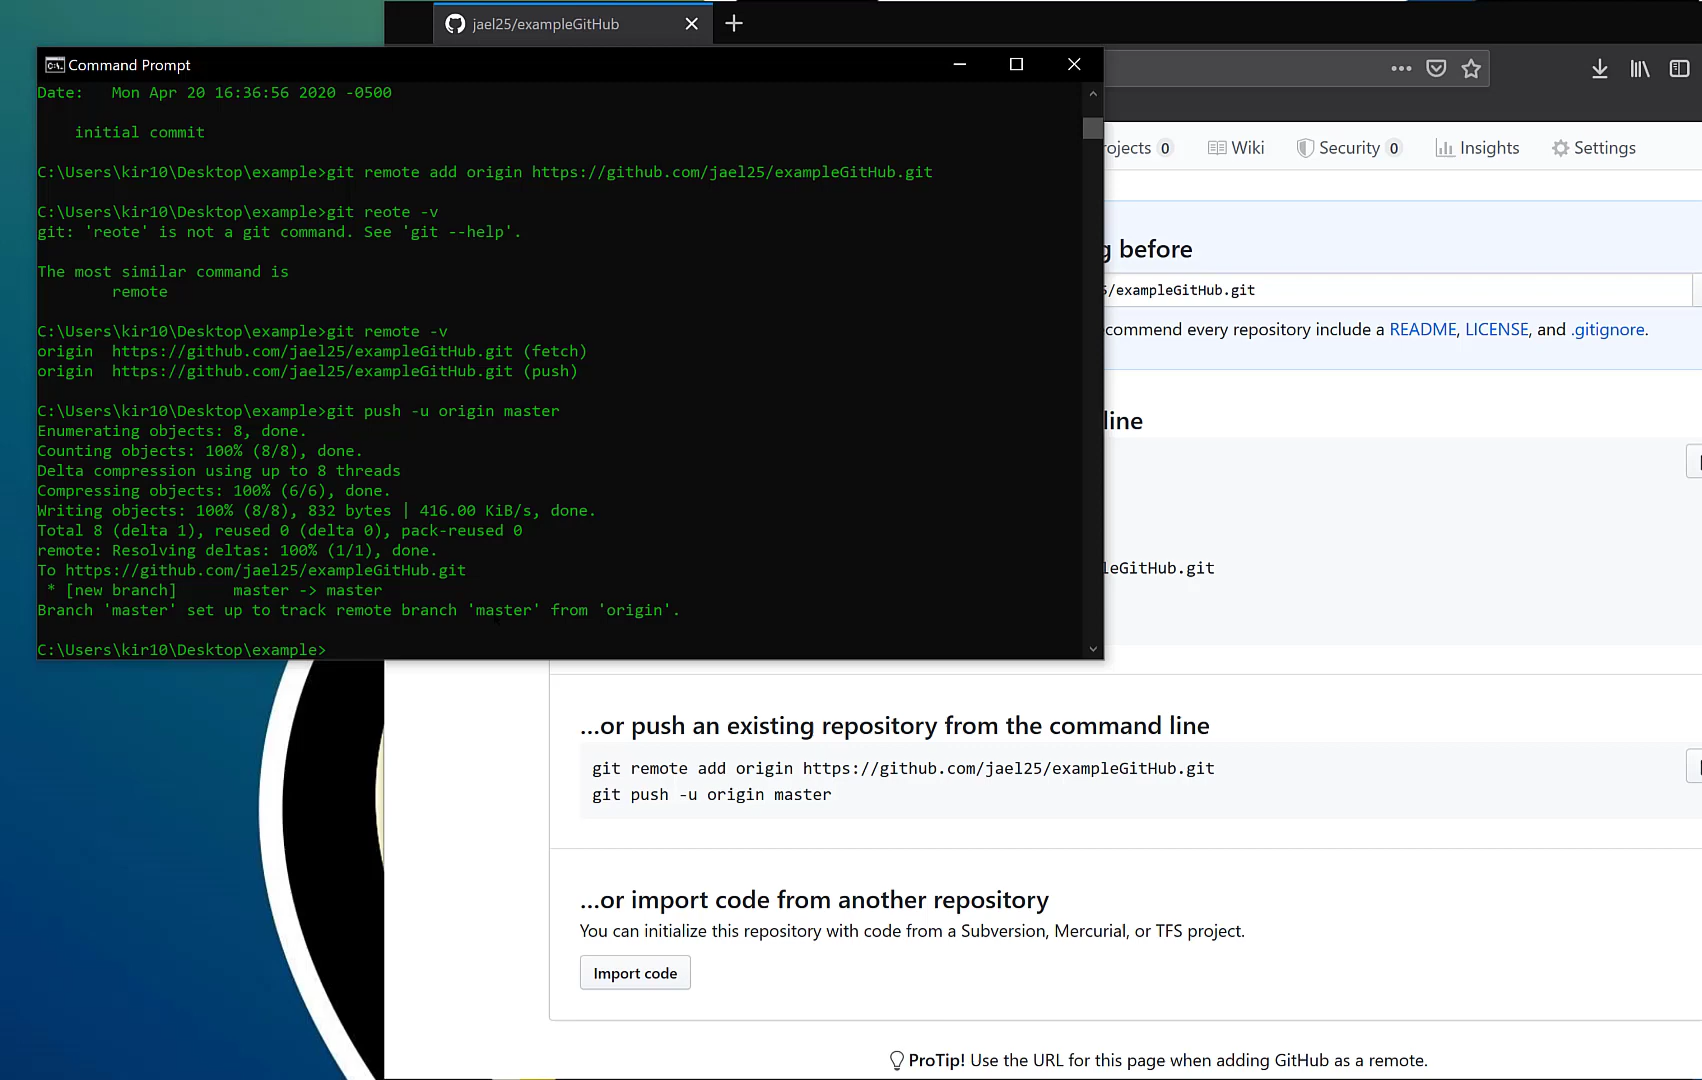 jael25/exampleGitHub
Command Prompt
Date:   Mon Apr 20 16:36:56 2020 -0500
initial commit
C:\Users\kir10\Desktop\example>git remote add origin https://github.com/jael25/exampleGitHub.git
C:\Users\kir10\Desktop\example>git reote -v
git: 'reote' is not a git command. See 'git --help'.
The most similar command is
remote
C:\Users\kir10\Desktop\example>git remote -v
origin  https://github.com/jael25/exampleGitHub.git (fetch)
origin  https://github.com/jael25/exampleGitHub.git (push)
C:\Users\kir10\Desktop\example>git push -u origin master
Enumerating objects: 8, done.
Counting objects: 100% (8/8), done.
Delta compression using up to 8 threads
Compressing objects: 100% (6/6), done.
Writing objects: 100% (8/8), 832 bytes | 416.00 KiB/s, done.
Total 8 (delta 1), reused 0 (delta 0), pack-reused 0
remote: Resolving deltas: 100% (1/1), done.
To https://github.com/jael25/exampleGitHub.git
* [new branch]      master -> master
Branch 'master' set up to track remote branch 'master' from 'origin'.
C:\Users\kir10\Desktop\example>
ojects 0 Wiki Security 0 Insights Settings
g before
/exampleGitHub.git
commend every repository include a README, LICENSE, and .gitignore.
line
leGitHub.git
...or push an existing repository from the command line
git remote add origin https://github.com/jael25/exampleGitHub.git
git push -u origin master
...or import code from another repository
You can initialize this repository with code from a Subversion, Mercurial, or TFS project.
Import code
ProTip! Use the URL for this page when adding GitHub as a remote.